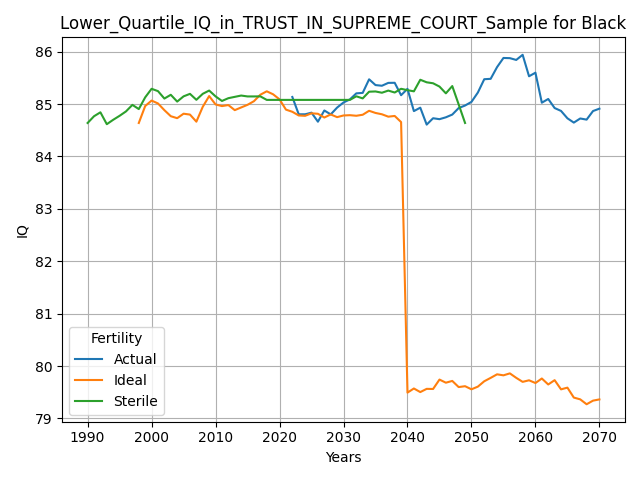 Lower_Quartile_IQ_in_TRUST_IN_SUPREME_COURT_Sample for Black
86
85
84
83
82
81
80
79
IQ
Fertility
Actual
Ideal
Sterile
1990 2000 2010 2020 2030 2040 2050 2060 2070
Years